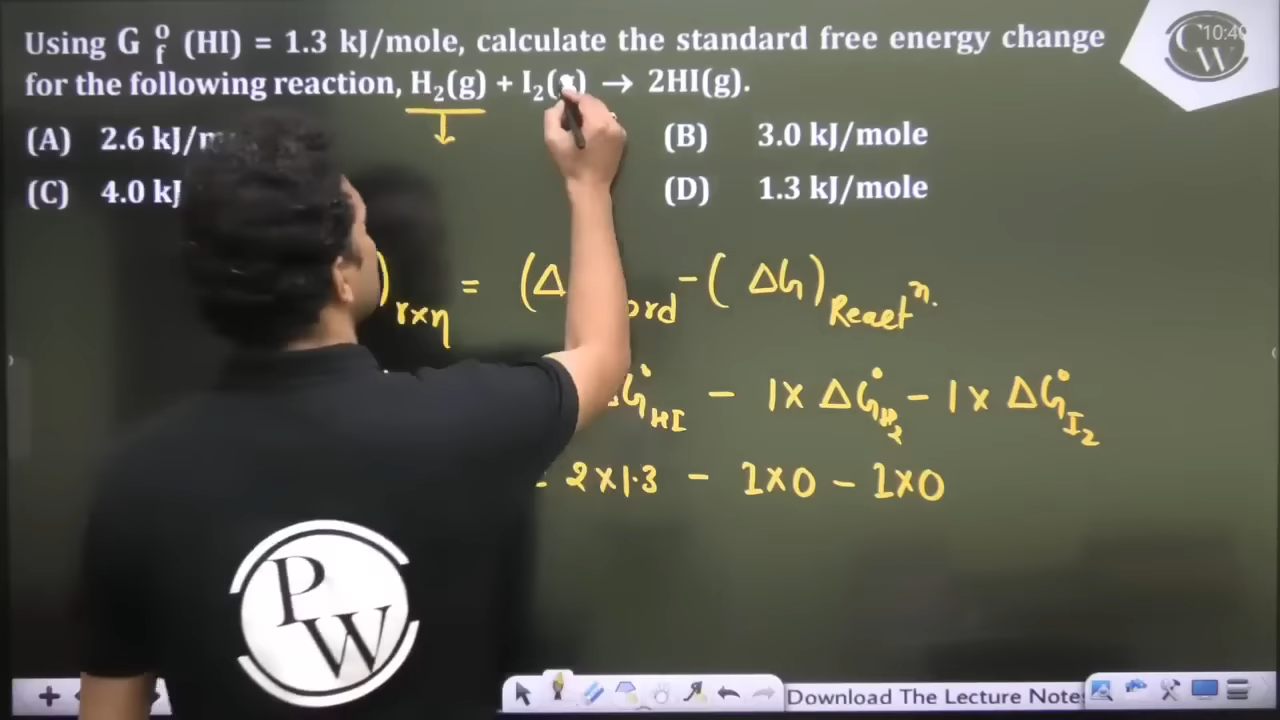 Using G o f (HI) = 1.3 kJ/mole, calculate the standard free energy change
for the following reaction, H₂(g) + I₂( ) → 2HI(g).
(A) 2.6 kJ/m
(B) 3.0 kJ/mole
(C) 4.0 kJ
(D) 1.3 kJ/mole
10:40
)rxη = (Δ ord - (ΔG)Reactⁿ.
G°HI - 1×ΔG°H₂ - 1×ΔG°I₂
= 2×1.3 - 1×0 - 1×0
PW
Download The Lecture Notes